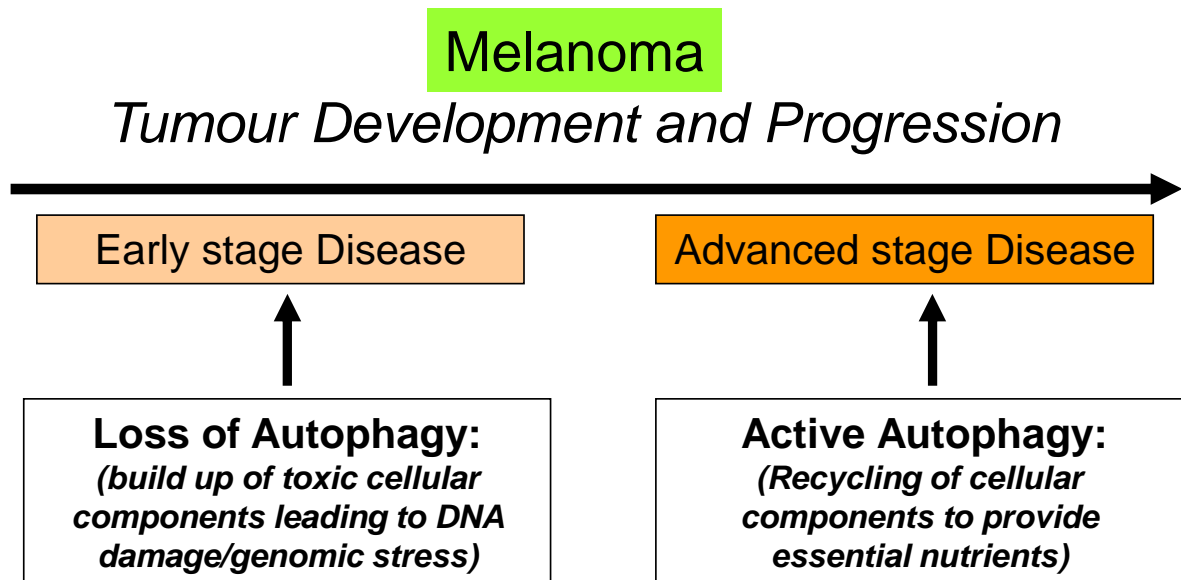 Melanoma
Tumour Development and Progression
Early stage Disease
Advanced stage Disease
Loss of Autophagy:
(build up of toxic cellular
components leading to DNA
damage/genomic stress)
Active Autophagy:
(Recycling of cellular
components to provide
essential nutrients)